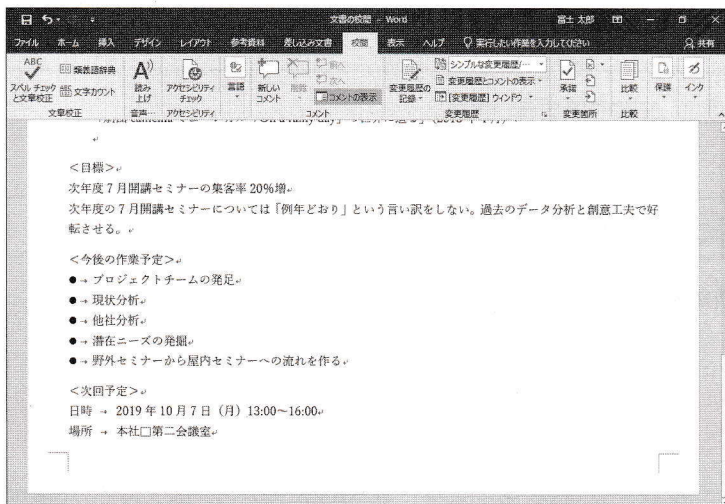 文書の校閲 - Word 富士 太郎
ファイル ホーム 挿入 デザイン レイアウト 参考資料 差し込み文書 校閲 表示 ヘルプ 実行したい作業を入力してください 共有
ABC
スペル チェックと文章校正
類義語辞典
文字カウント
文章校正
A
読み上げ
音声…
アクセシビリティ チェック
アクセシビリティ
言語
新しいコメント
削除
前へ
次へ
コメントの表示
コメント
変更履歴の記録
シンプルな変更履歴/…
変更履歴とコメントの表示
[変更履歴] ウィンドウ
変更履歴
承諾
変更箇所
比較
比較
保護
インク
＜目標＞
次年度 7 月開講セミナーの集客率 20%増
次年度の 7 月開講セミナーについては「例年どおり」という言い訳をしない。過去のデータ分析と創意工夫で好
転させる。
＜今後の作業予定＞
●→ プロジェクトチームの発足
●→ 現状分析
●→ 他社分析
●→ 潜在ニーズの発掘
●→ 野外セミナーから屋内セミナーへの流れを作る
＜次回予定＞
日時 → 2019 年 10 月 7 日（月）13:00～16:00
場所 → 本社□第二会議室